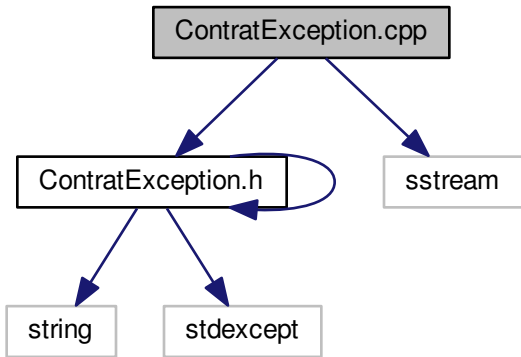 ContratException.cpp
ContratException.h
sstream
string
stdexcept